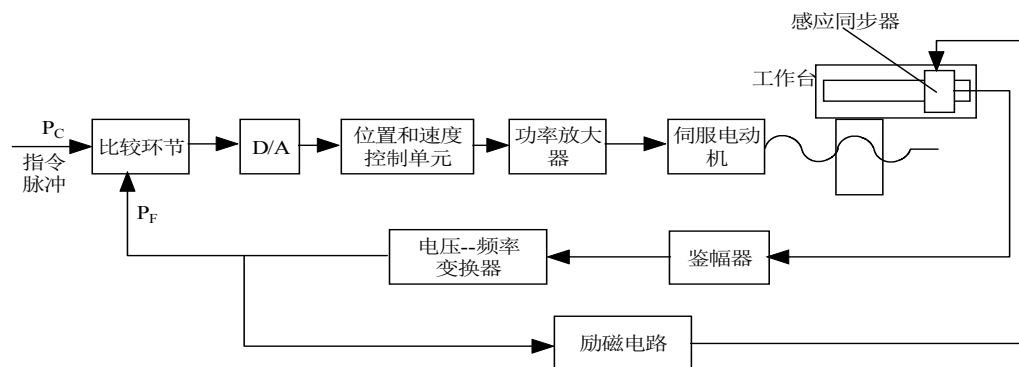 感应同步器
工作台
P_C
指令
脉冲
比较环节
D/A
位置和速度
控制单元
功率放大
器
伺服电动
机
P_F
电压--频率
变换器
鉴幅器
励磁电路